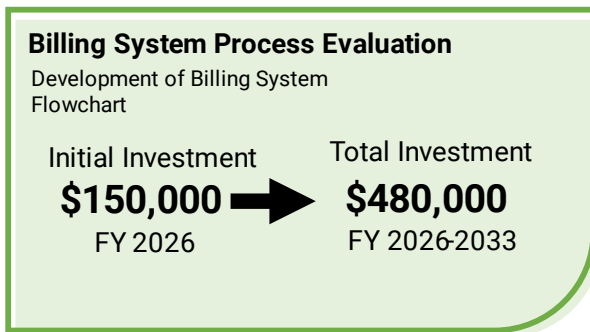 Billing System Process Evaluation
Development of Billing System
Flowchart
Initial Investment
$150,000
FY 2026
Total Investment
$480,000
FY 2026-2033